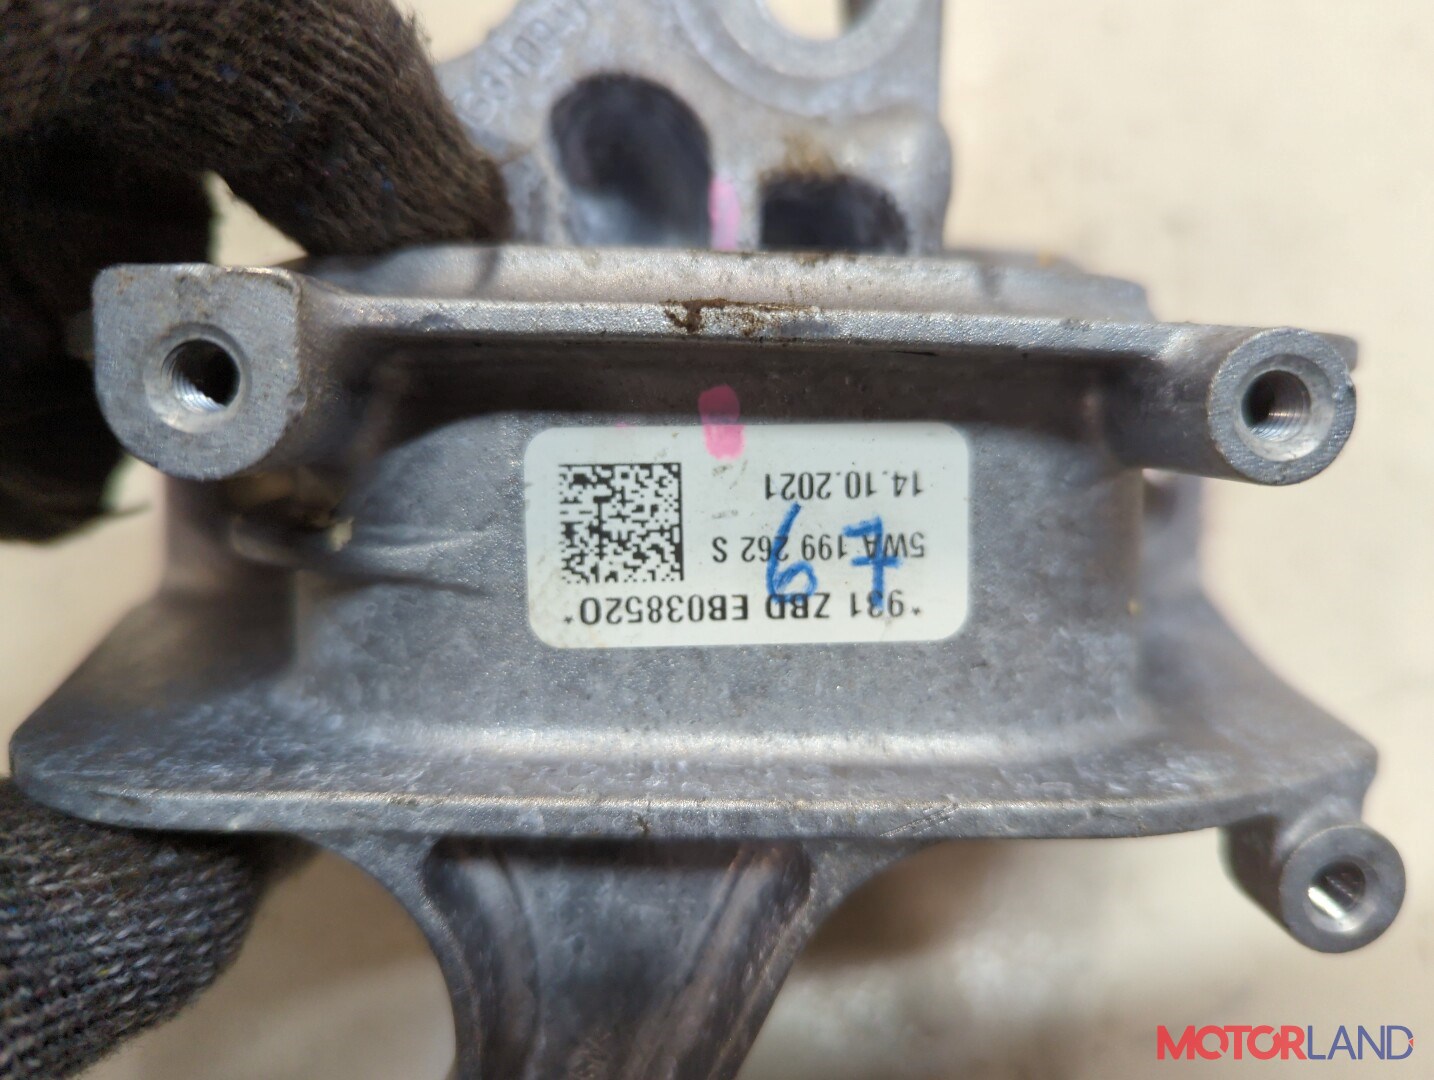 *931 ZBD EB038520*
5WA 199 262 S
14.10.2021
67
MOTORLAND